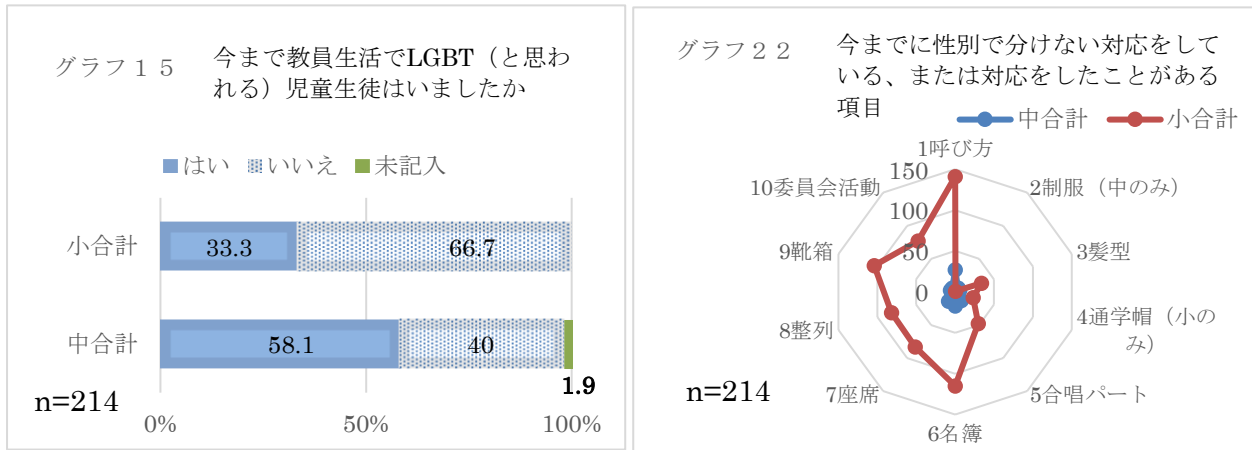 グラフ１５
今まで教員生活でLGBT（と思わ
れる）児童生徒はいましたか
はい いいえ 未記入
小合計 33.3 66.7
中合計 58.1 40 1.9
n=214
0% 50% 100%
グラフ２２
今までに性別で分けない対応をして
いる、または対応をしたことがある
項目
中合計 小合計
1呼び方
2制服（中のみ）
3髪型
4通学帽（小の
み）
5合唱パート
6名簿
7座席
8整列
9靴箱
10委員会活動
150
100
50
0
n=214